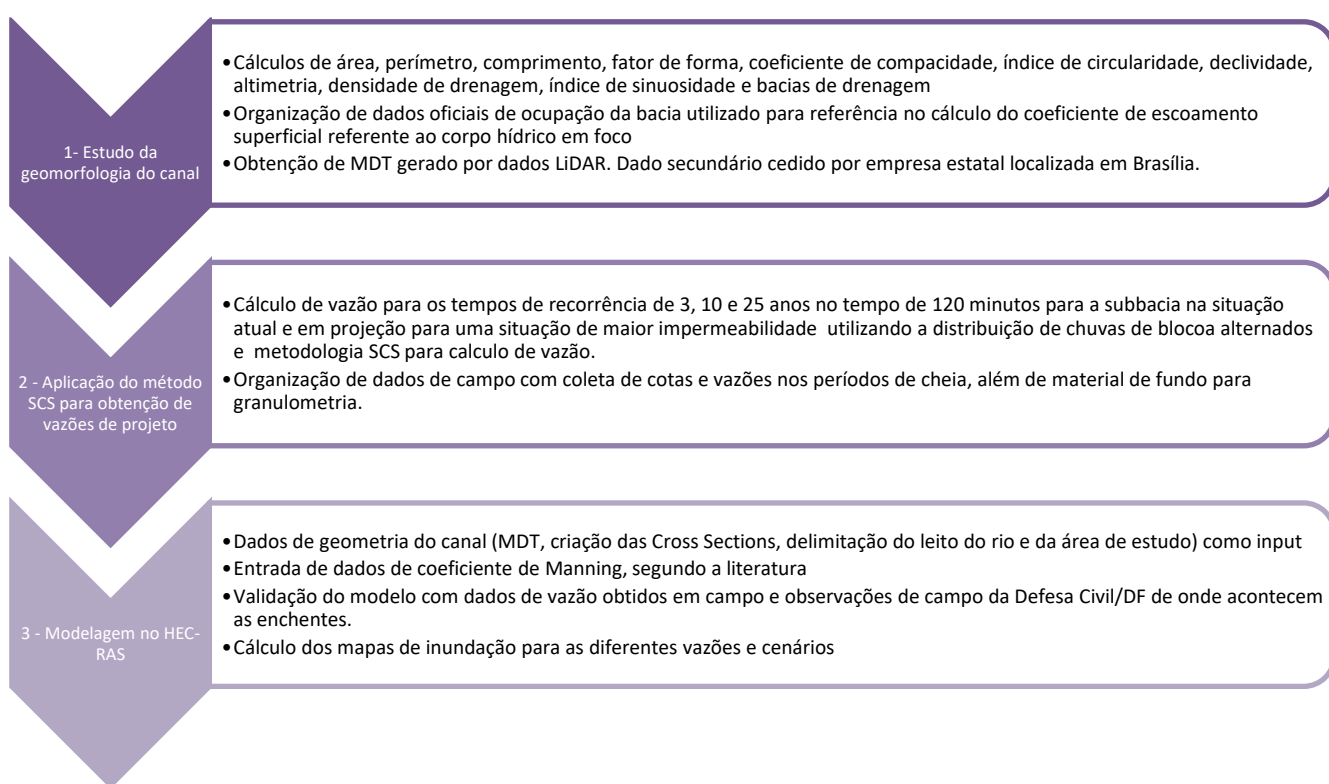 1- Estudo da
geomorfologia do canal
•Cálculos de área, perímetro, comprimento, fator de forma, coeficiente de compacidade, índice de circularidade, declividade,
altimetria, densidade de drenagem, índice de sinuosidade e bacias de drenagem
•Organização de dados oficiais de ocupação da bacia utilizado para referência no cálculo do coeficiente de escoamento
superficial referente ao corpo hídrico em foco
•Obtenção de MDT gerado por dados LiDAR. Dado secundário cedido por empresa estatal localizada em Brasília.
2 - Aplicação do método
SCS para obtenção de
vazões de projeto
•Cálculo de vazão para os tempos de recorrência de 3, 10 e 25 anos no tempo de 120 minutos para a subbacia na situação
atual e em projeção para uma situação de maior impermeabilidade utilizando a distribuição de chuvas de blocoa alternados
e metodologia SCS para calculo de vazão.
•Organização de dados de campo com coleta de cotas e vazões nos períodos de cheia, além de material de fundo para
granulometria.
3 - Modelagem no HEC-
RAS
•Dados de geometria do canal (MDT, criação das Cross Sections, delimitação do leito do rio e da área de estudo) como input
•Entrada de dados de coeficiente de Manning, segundo a literatura
•Validação do modelo com dados de vazão obtidos em campo e observações de campo da Defesa Civil/DF de onde acontecem
as enchentes.
•Cálculo dos mapas de inundação para as diferentes vazões e cenários